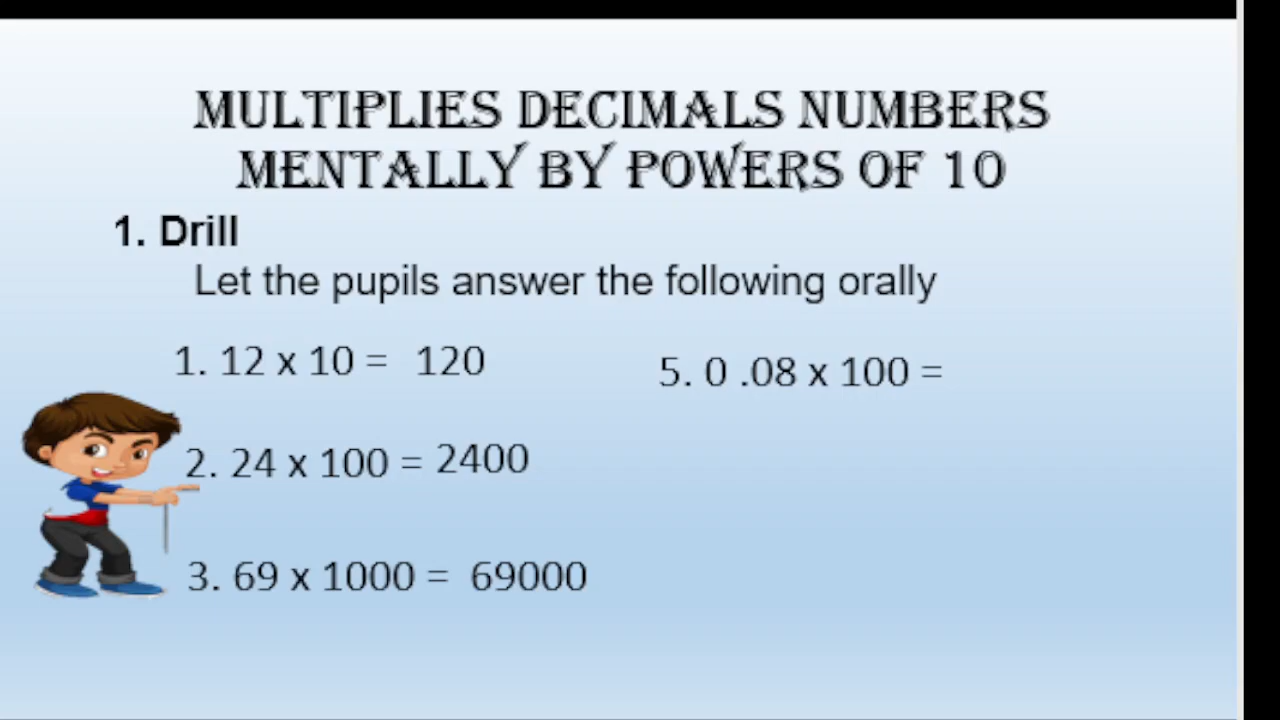 MULTIPLIES DECIMALS NUMBERS
MENTALLY BY POWERS OF 10
1. Drill
Let the pupils answer the following orally
1. 12 x 10 = 120
5. 0 .08 x 100 =
2. 24 x 100 = 2400
3. 69 x 1000 = 69000